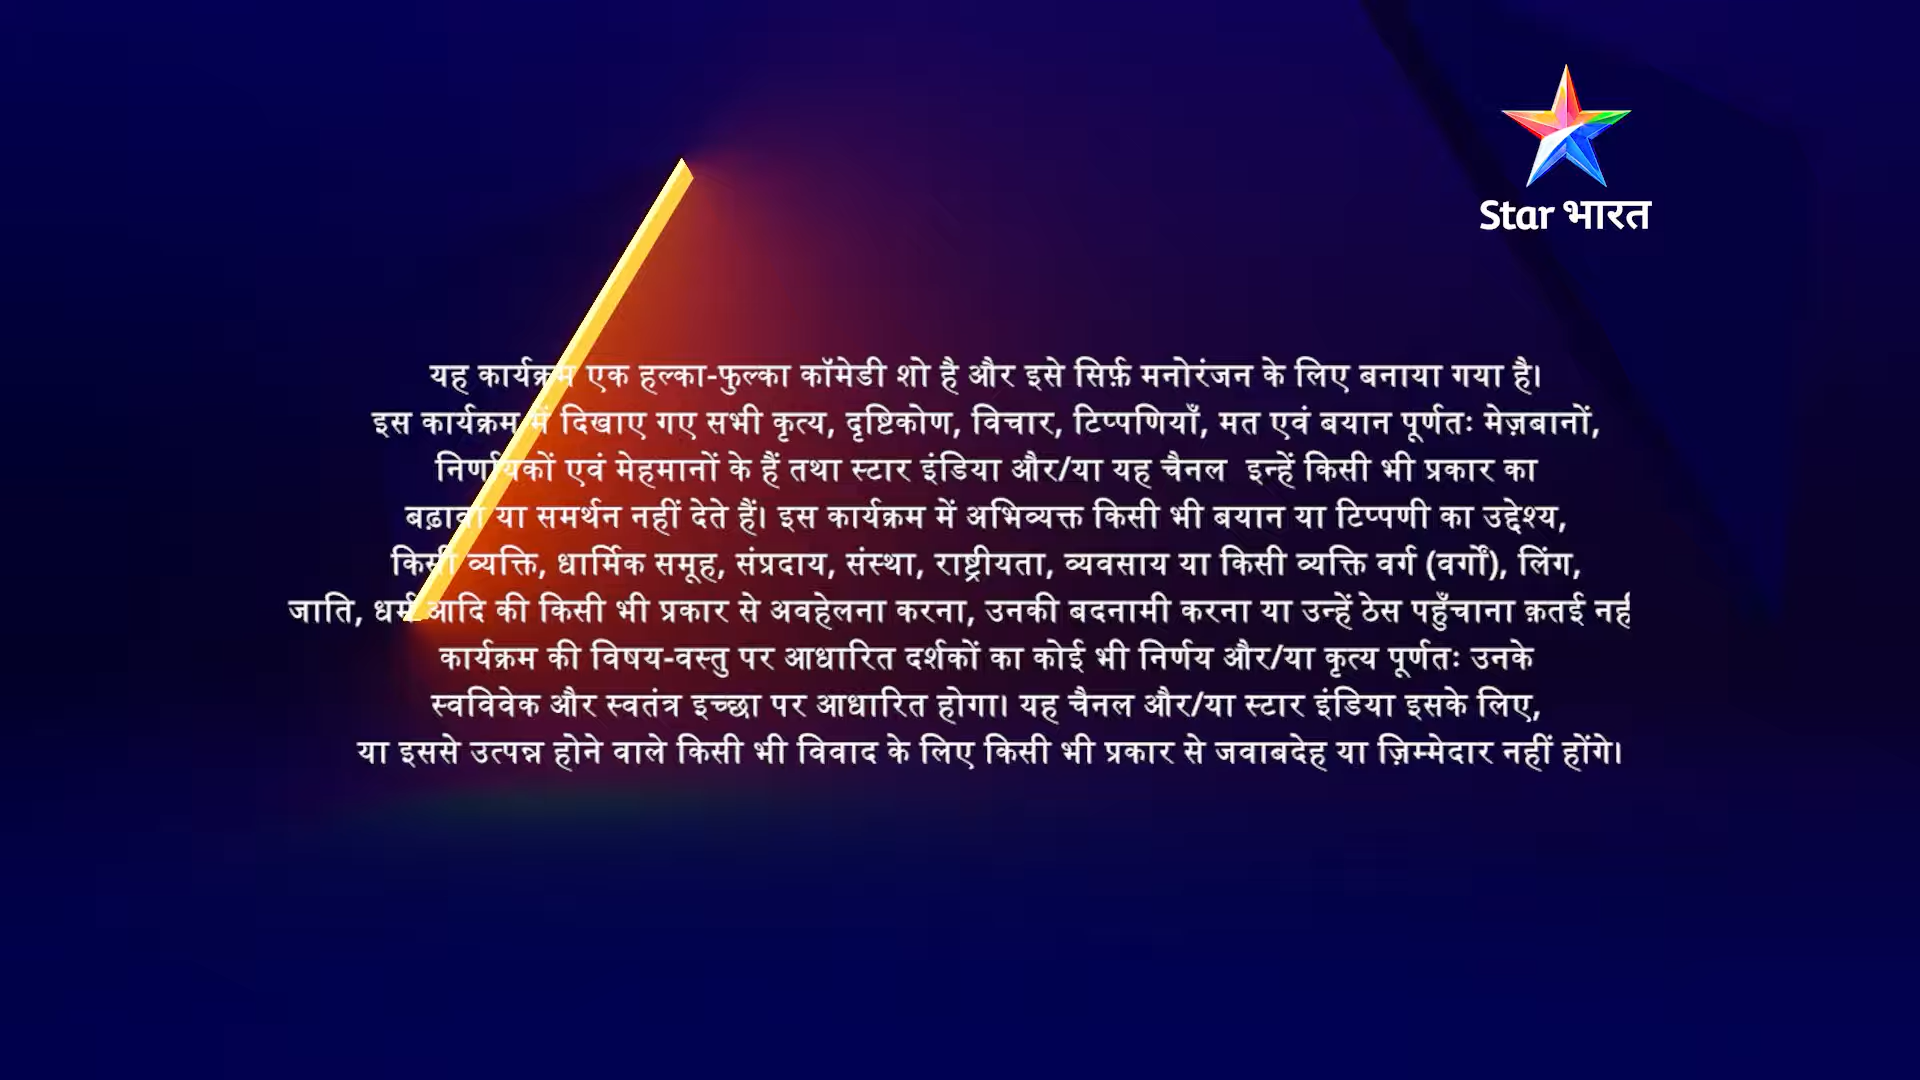 Star भारत
यह कार्यक्रम एक हल्का-फुल्का कॉमेडी शो है और इसे सिर्फ़ मनोरंजन के लिए बनाया गया है।
इस कार्यक्रम में दिखाए गए सभी कृत्य, दृष्टिकोण, विचार, टिप्पणियाँ, मत एवं बयान पूर्णतः मेज़बानों,
निर्णायकों एवं मेहमानों के हैं तथा स्टार इंडिया और/या यह चैनल इन्हें किसी भी प्रकार का
बढ़ावा या समर्थन नहीं देते हैं। इस कार्यक्रम में अभिव्यक्त किसी भी बयान या टिप्पणी का उद्देश्य,
किसी व्यक्ति, धार्मिक समूह, संप्रदाय, संस्था, राष्ट्रीयता, व्यवसाय या किसी व्यक्ति वर्ग (वर्गों), लिंग,
जाति, धर्म आदि की किसी भी प्रकार से अवहेलना करना, उनकी बदनामी करना या उन्हें ठेस पहुँचाना क़तई
कार्यक्रम की विषय-वस्तु पर आधारित दर्शकों का कोई भी निर्णय और/या कृत्य पूर्णतः उनके
स्वविवेक और स्वतंत्र इच्छा पर आधारित होगा। यह चैनल और/या स्टार इंडिया इसके लिए,
या इससे उत्पन्न होने वाले किसी भी विवाद के लिए किसी भी प्रकार से जवाबदेह या ज़िम्मेदार नहीं होंगे।